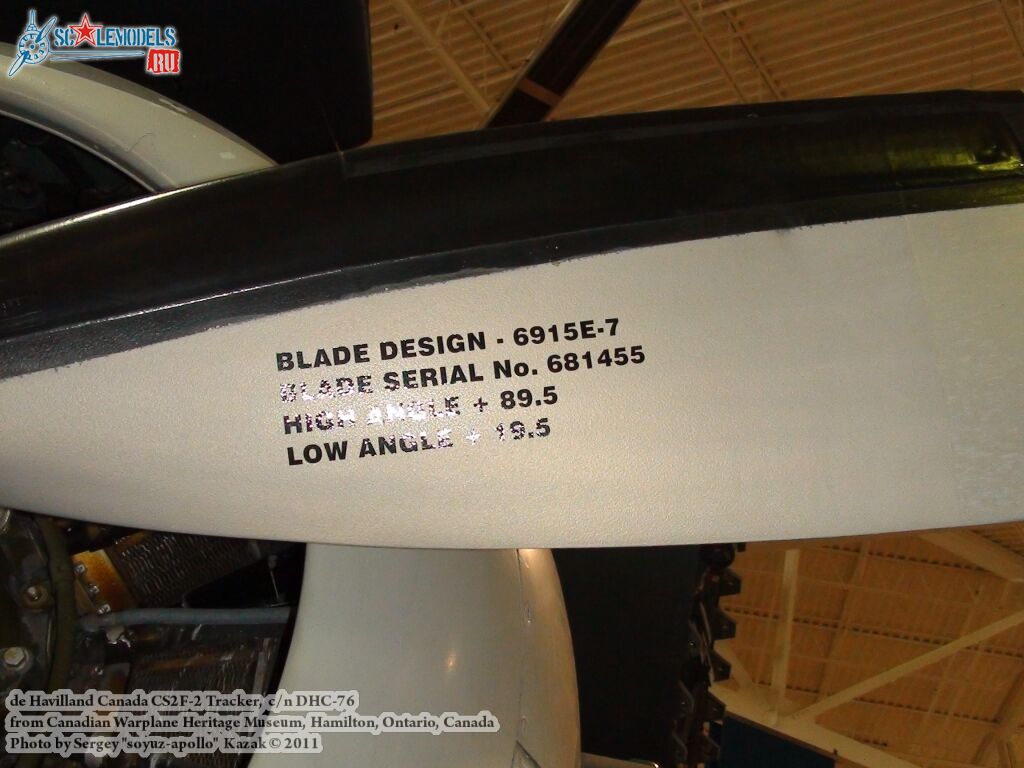 SCALEMODELS
.RU
BLADE DESIGN - 6915E-7
BLADE SERIAL No. 681455
HIGH ANGLE + 89.5
LOW ANGLE + 19.5
de Havilland Canada CS2F-2 Tracker, c/n DHC-76
from Canadian Warplane Heritage Museum, Hamilton, Ontario, Canada
Photo by Sergey "soyuz-apollo" Kazak © 2011